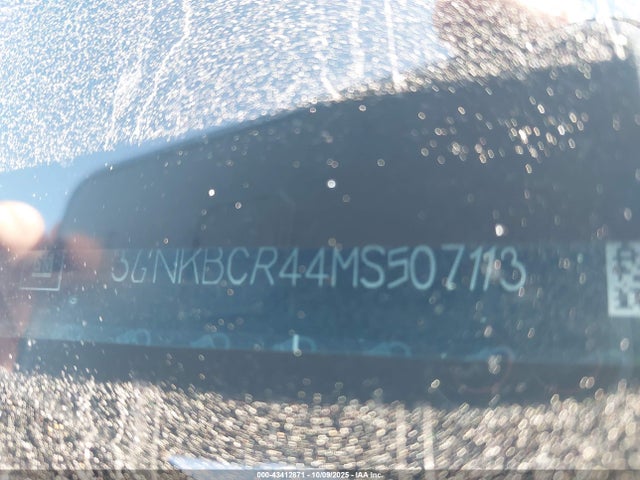 3GNKBCR44MS507113
000-43412671 | 10/09/2025 - IAA Inc.